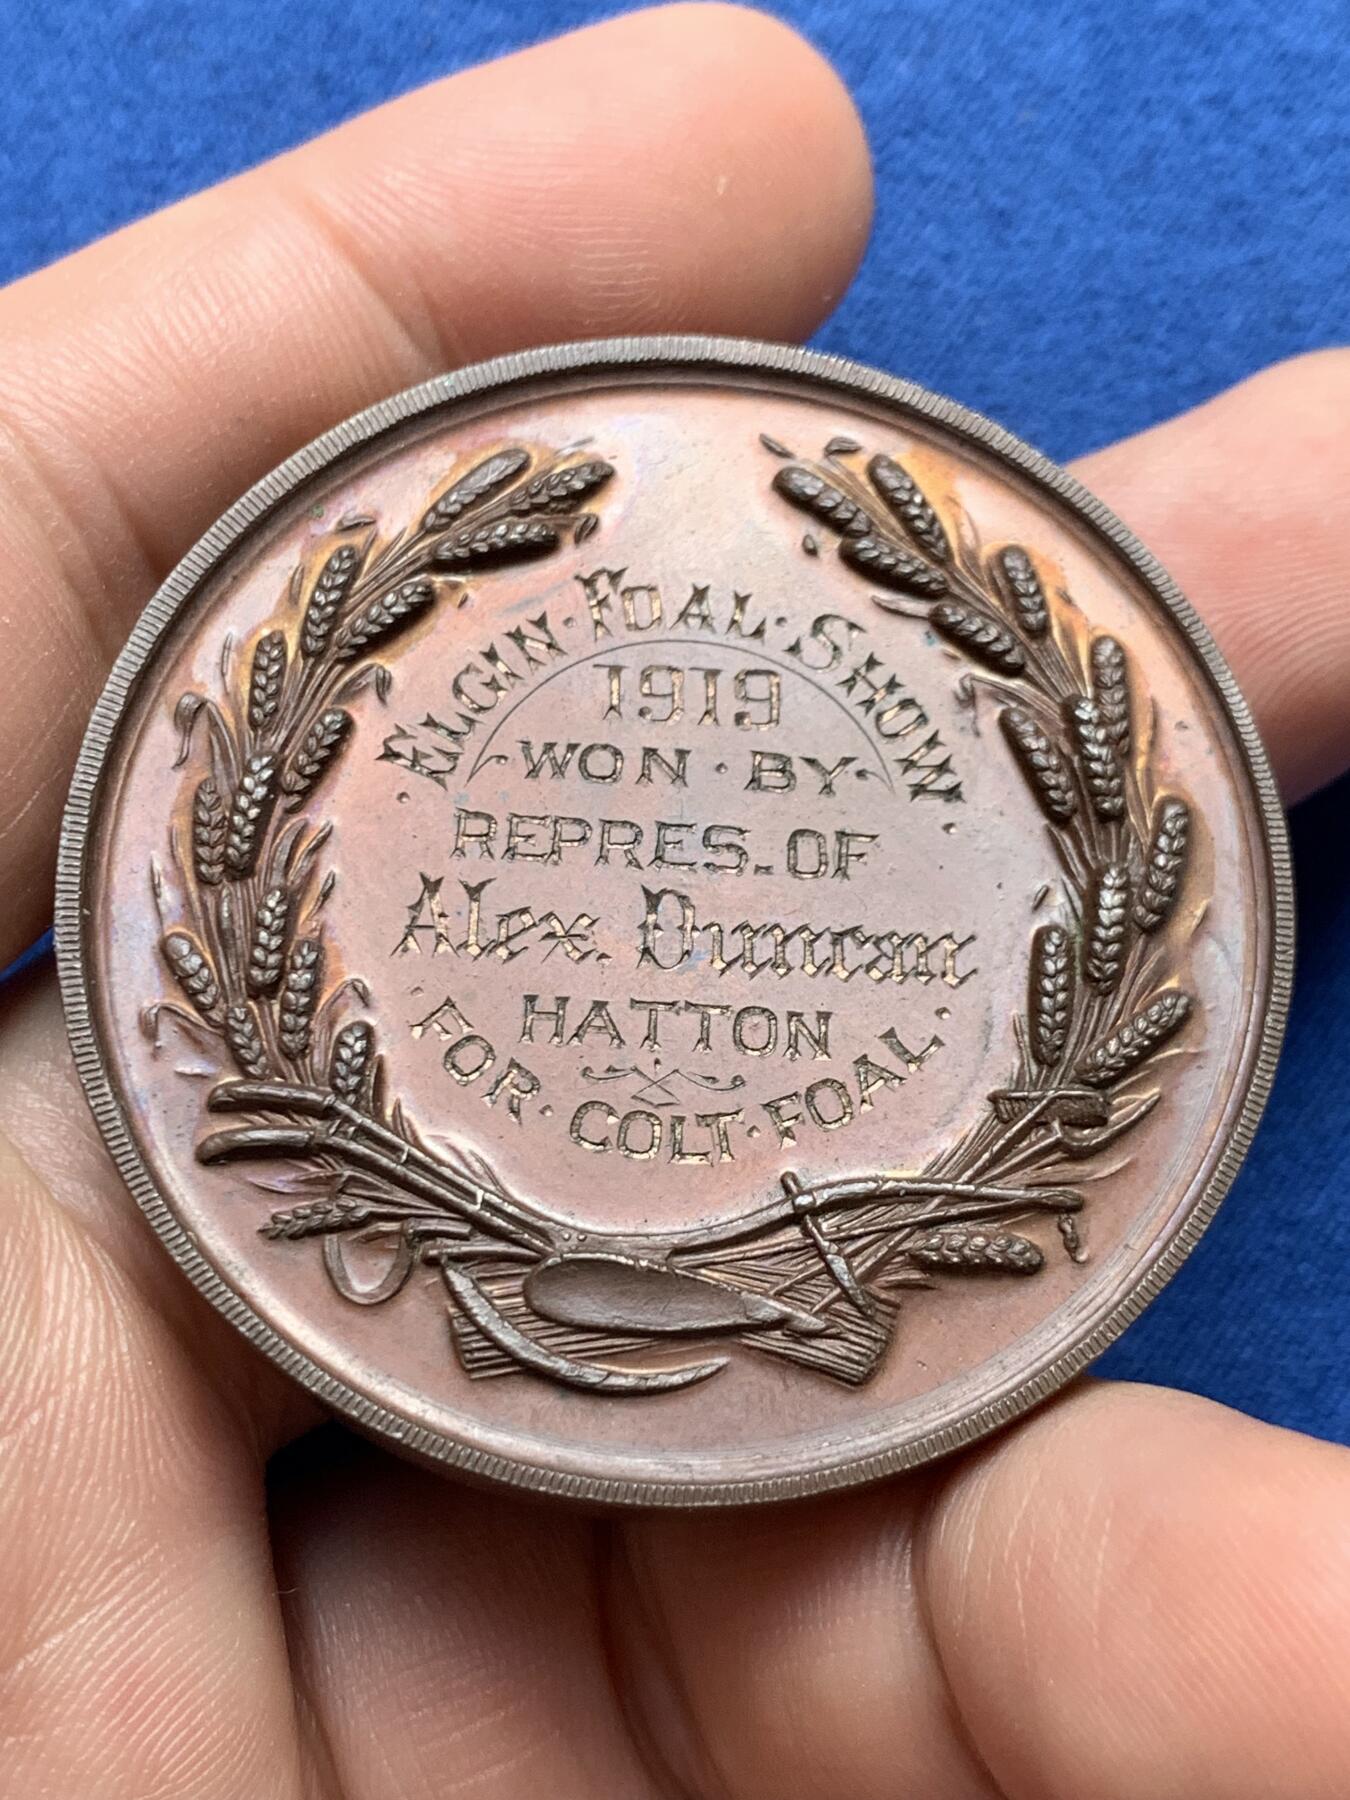 ELGIN · FOAL · SHOW
1919
WON · BY
REPRES. OF
Alex. Duncan
HATTON
FOR · COLT · FOAL.